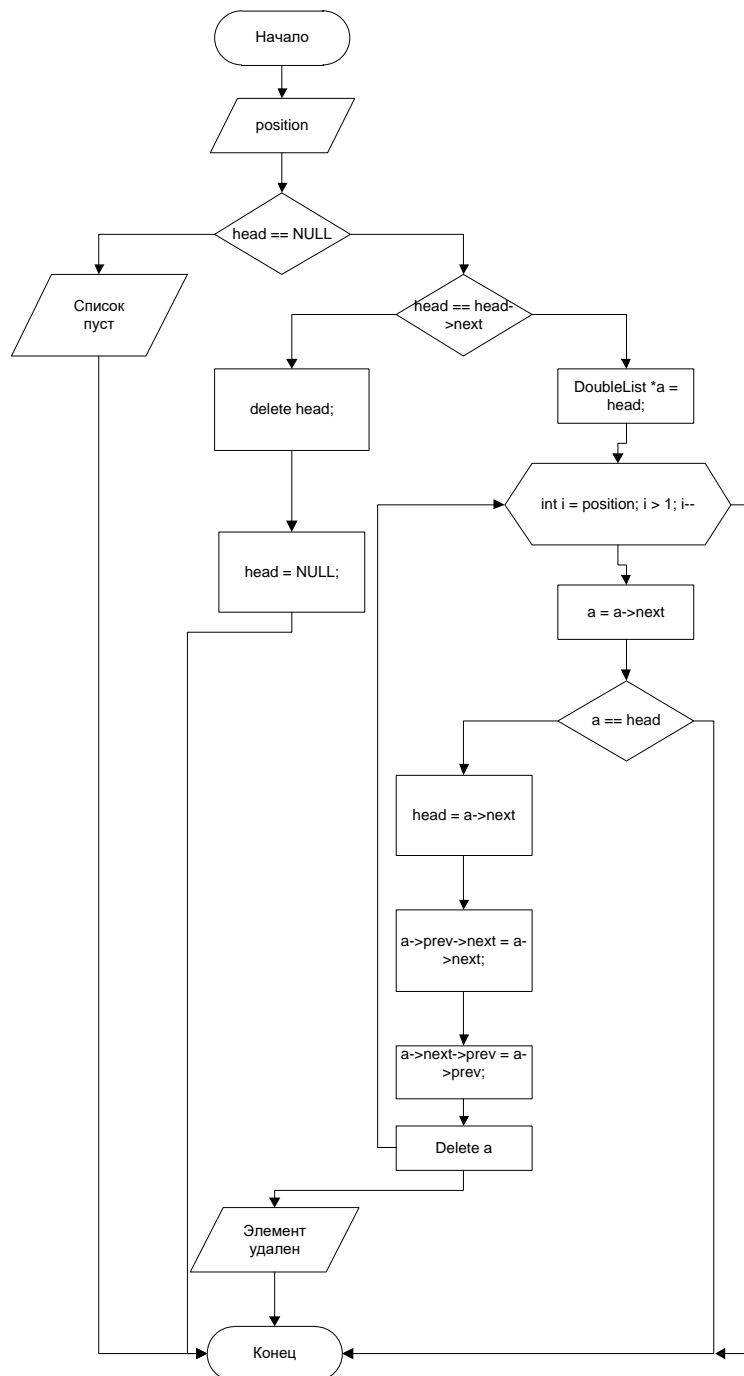 Начало
position
head == NULL
Список
пуст
head == head-
>next
delete head;
DoubleList *a =
head;
int i = position; i > 1; i--
head = NULL;
a = a->next
a == head
head = a->next
a->prev->next = a-
>next;
a->next->prev = a-
>prev;
Delete a
Элемент
удален
Конец